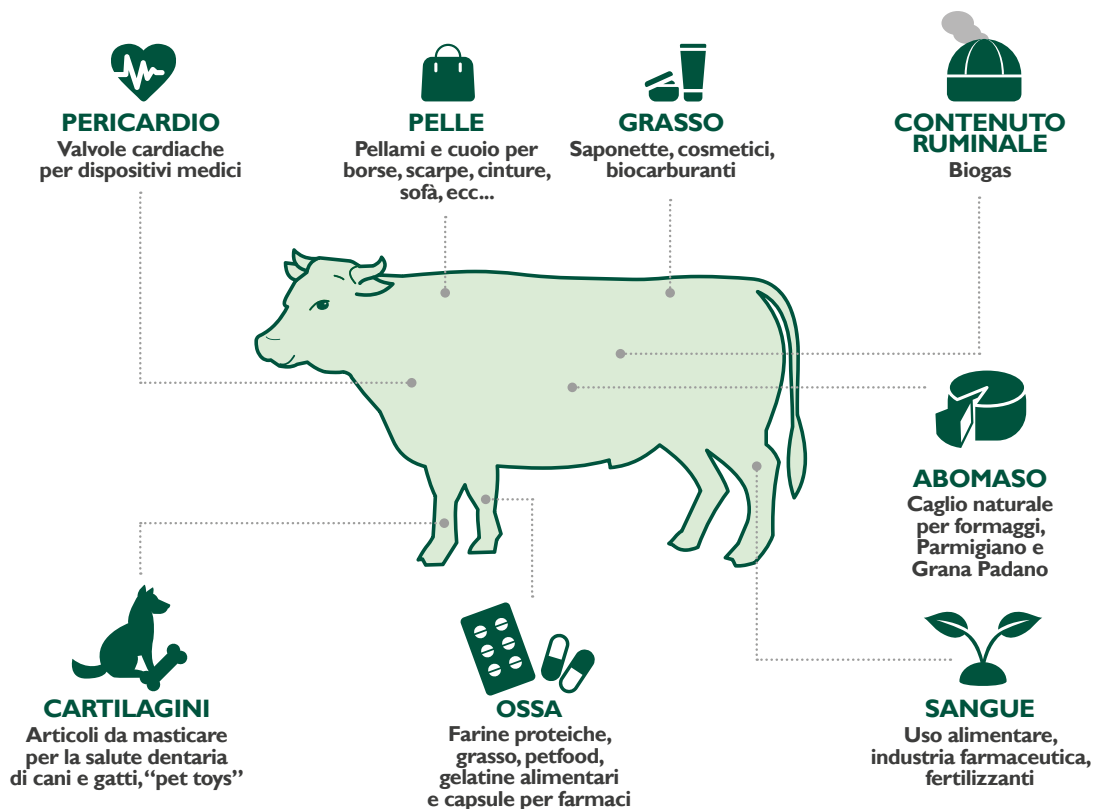 PERICARDIO
Valvole cardiache
per dispositivi medici
PELLE
Pellami e cuoio per
borse, scarpe, cinture,
sofà, ecc...
GRASSO
Saponette, cosmetici,
biocarburanti
CONTENUTO
RUMINALE
Biogas
ABOMASO
Caglio naturale
per formaggi,
Parmigiano e
Grana Padano
CARTILAGINI
Articoli da masticare
per la salute dentaria
di cani e gatti, “pet toys”
OSSA
Farine proteiche,
grasso, petfood,
gelatine alimentari
e capsule per farmaci
SANGUE
Uso alimentare,
industria farmaceutica,
fertilizzanti